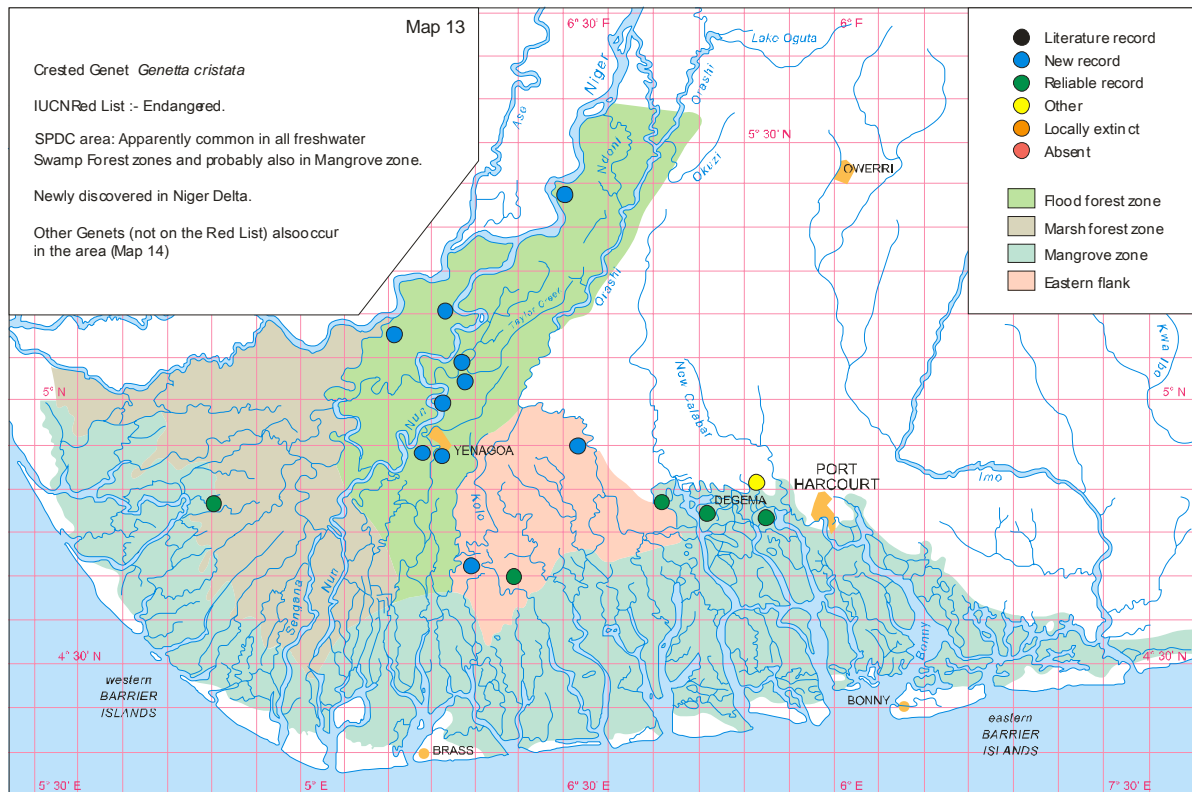 Map 13
Crested Genet Genetta cristata
IUCNRed List :- Endangered.
SPDC area: Apparently common in all freshwater
Swamp Forest zones and probably also in Mangrove zone.
Newly discovered in Niger Delta.
Other Genets (not on the Red List) alsooccur
in the area (Map 14)
6° 30' F
6° F
Literature record
New record
Reliable record
Other
Locally extinct
Absent
Flood forest zone
Marsh forest zone
Mangrove zone
Eastern flank
Lake Oguta
Niger
Orashi
Ase
5° 30' N
Ndoni
Okuzi
OWERRI
Orashi
Taylor Creek
Kwa Ibo
5° N
5° N
New Calabar
Nun
YENAGOA
PORT
HARCOURT
DEGEMA
Imo
Kolo
Sengana
Nun
Bonny
4° 30' N
4° 30' N
western
BARRIER
ISLANDS
BONNY
eastern
BARRIER
ISLANDS
BRASS
5° 30' E
5° E
6° 30' E
6° E
7° 30' E